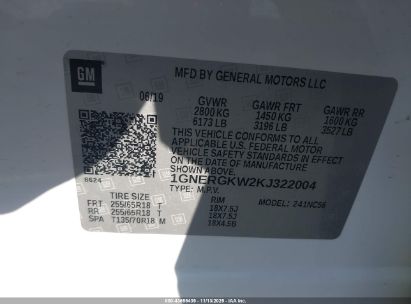 GM
MFD BY GENERAL MOTORS LLC
06/19
GVWR GAWR FRT GAWR RR
2800 KG 1450 KG 1600 KG
6173 LB 3196 LB 3527 LB
THIS VEHICLE CONFORMS TO ALL APPLICABLE
U.S. FEDERAL MOTOR VEHICLE SAFETY
STANDARDS IN EFFECT ON THE
DATE OF MANUFACTURE SHOWN ABOVE.
1GNERGKW2KJ322004
TYPE: M.P.V.
8624
241NC56
TIRE SIZE RIM
FRT 255/65R18 T 18X7.5J
RR 255/65R18 T 18X7.5J
SPA T135/70R18 M 18X4.5B